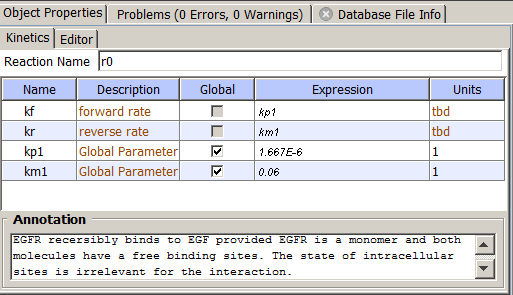 Object Properties Problems (0 Errors, 0 Warnings) Database File Info
Kinetics Editor
Reaction Name r0
Name Description Global Expression Units
kf forward rate kp1 tbd
kr reverse rate km1 tbd
kp1 Global Parameter 1.667E-6 1
km1 Global Parameter 0.06 1
Annotation
EGFR recersibly binds to EGF provided EGFR is a monomer and both
molecules have a free binding sites. The state of intracellular
sites is irrelevant for the interaction.